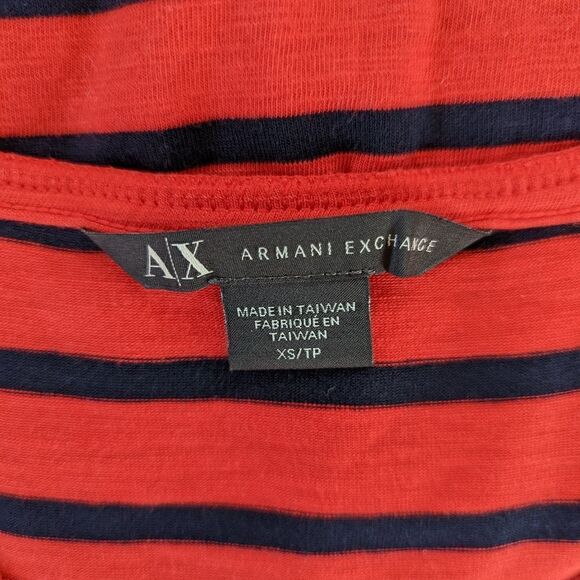 A|X ARMANI EXCHANGE
MADE IN TAIWAN
FABRIQUÉ EN
TAIWAN
XS/TP